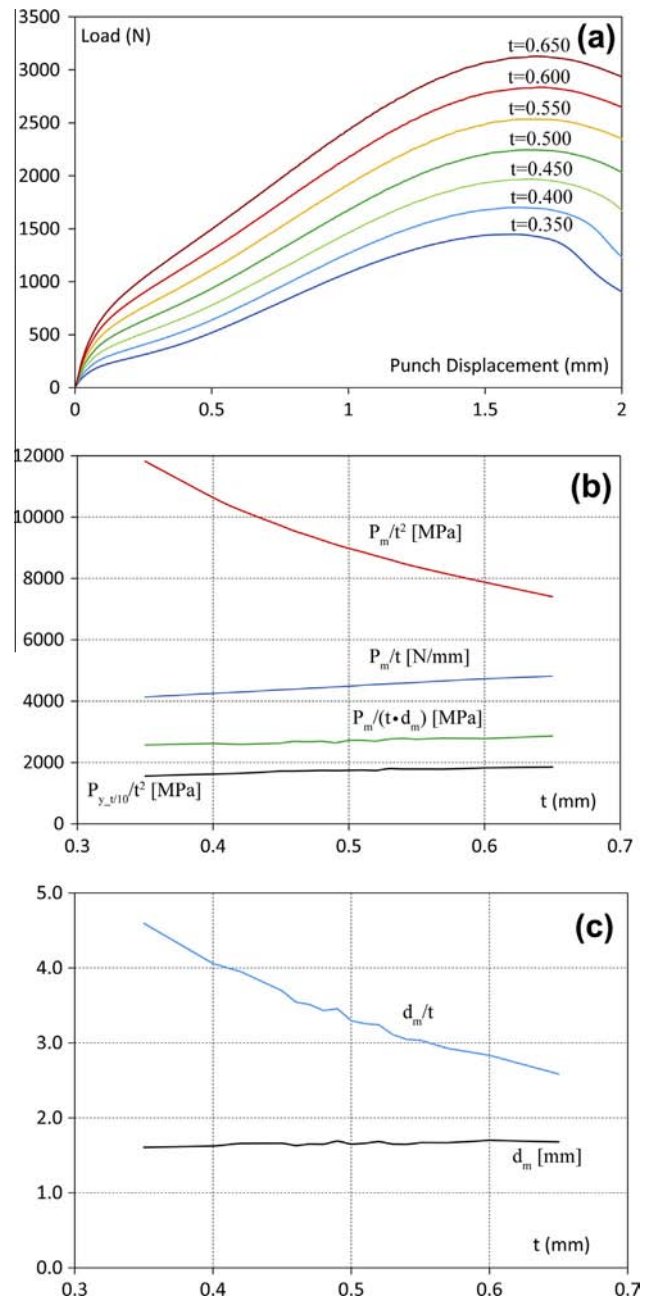 3500
Load (N)
(a)
3000
t=0.650
2500
t=0.600
t=0.550
2000
t=0.500
t=0.450
1500
t=0.400
t=0.350
1000
500
Punch Displacement (mm)
0
0 0.5 1 1.5 2
12000
(b)
10000
Pₘ/t² [MPa]
8000
6000
Pₘ/t [N/mm]
4000
Pₘ/(t•dₘ) [MPa]
2000
P_y_t/10/t² [MPa]
t (mm)
0
0.3 0.4 0.5 0.6 0.7
5.0
(c)
4.0
dₘ/t
3.0
2.0
dₘ [mm]
1.0
t (mm)
0.0
0.3 0.4 0.5 0.6 0.7